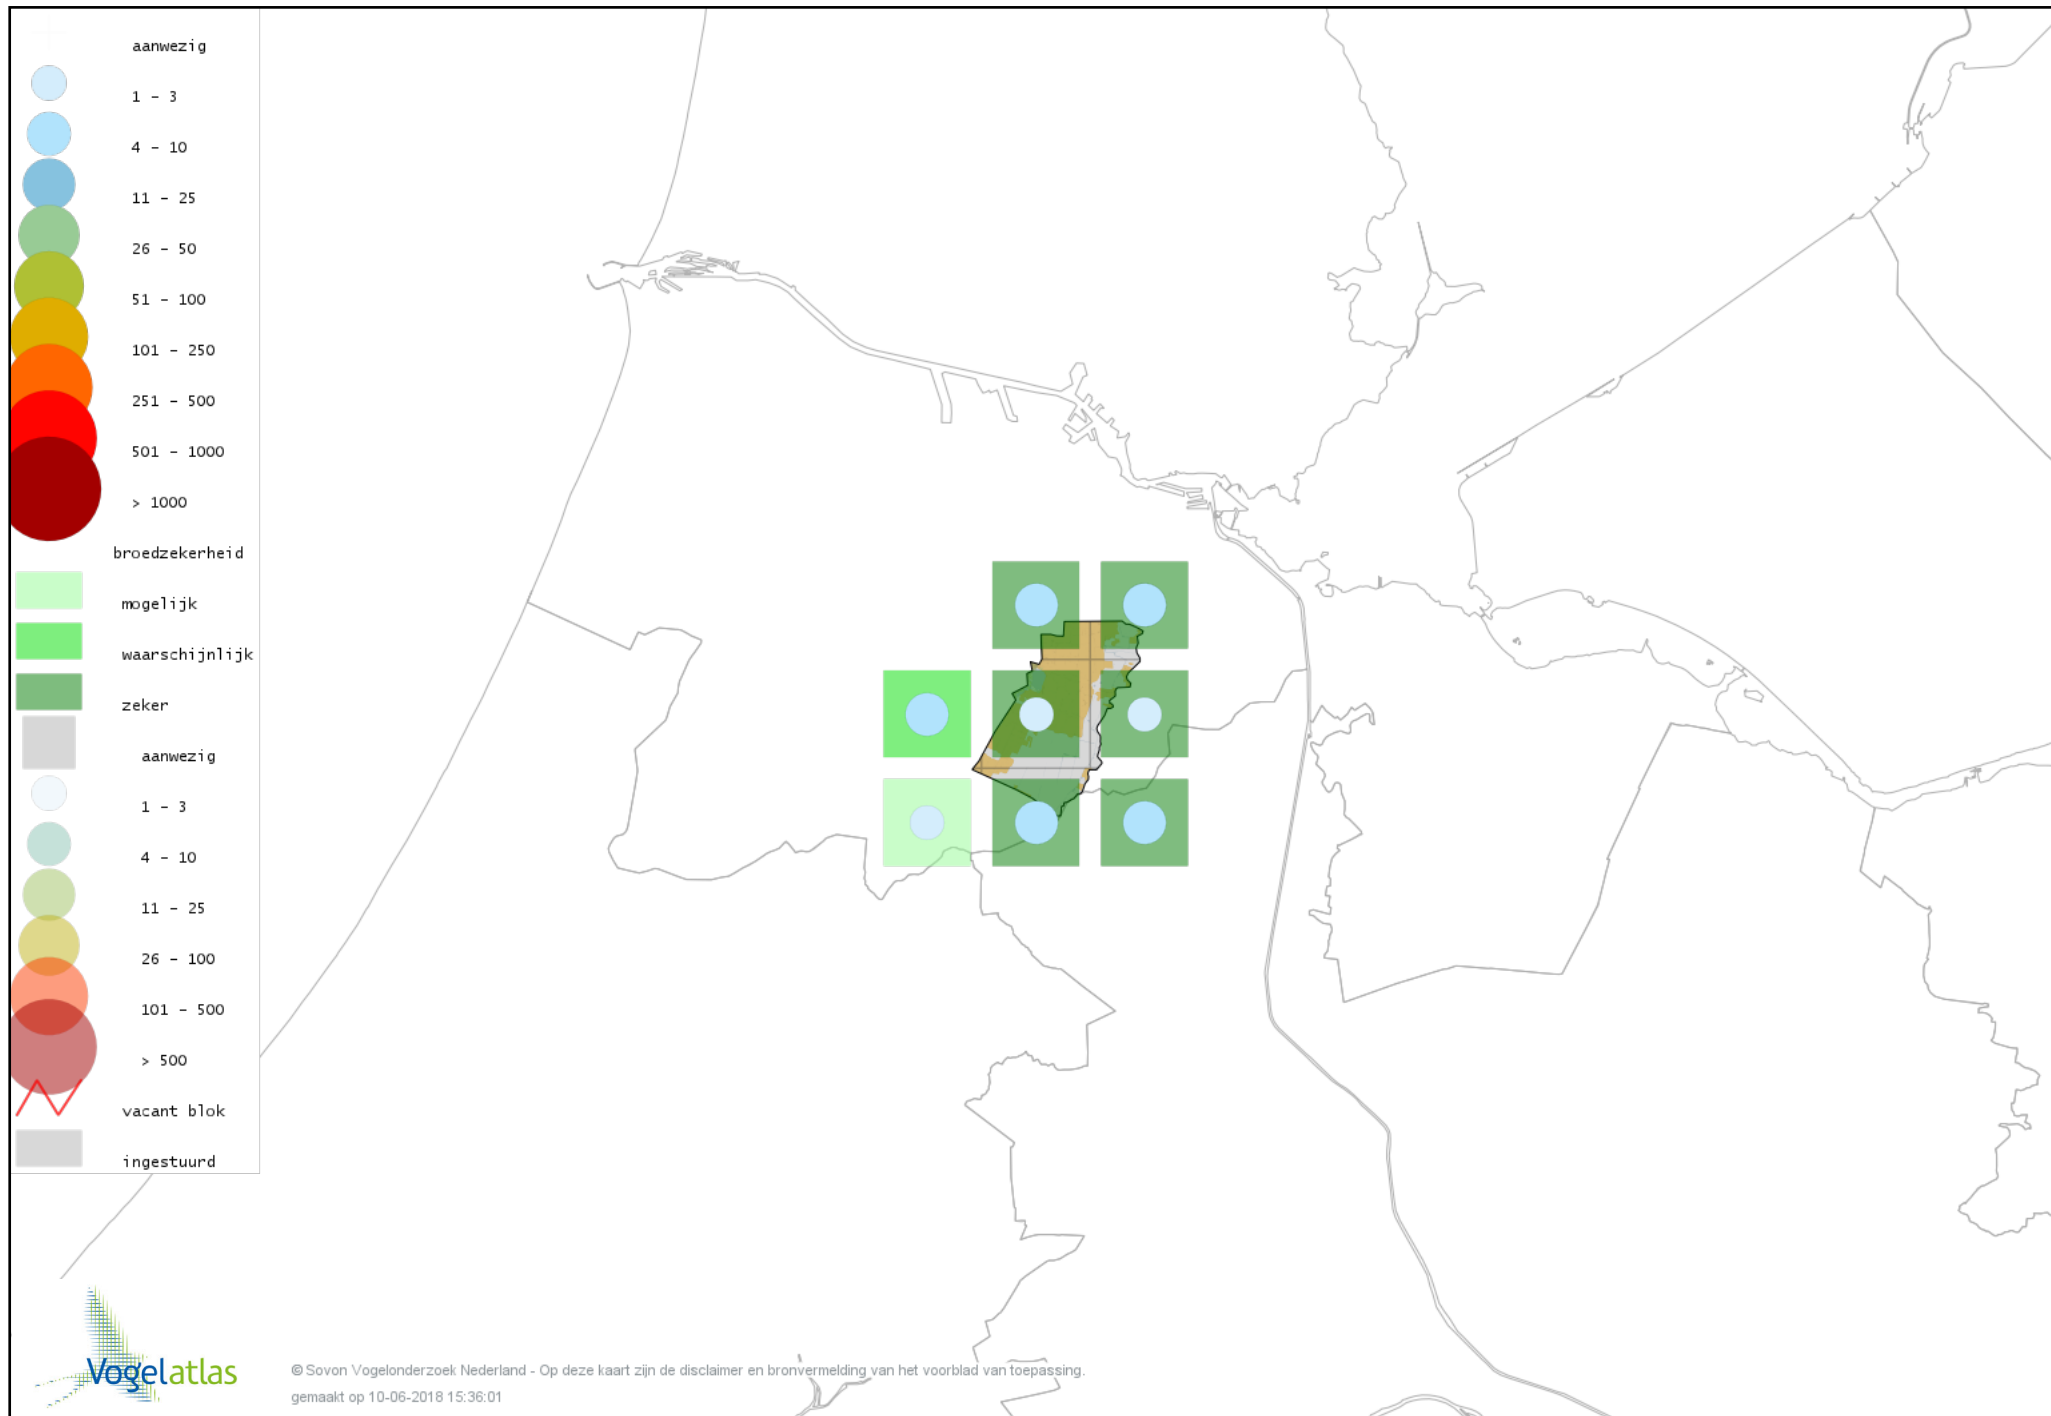 aanwezig
1 - 3
4 - 10
11 - 25
26 - 50
51 - 100
101 - 250
251 - 500
501 - 1000
> 1000
broedzekerheid
mogelijk
waarschijnlijk
zeker
aanwezig
1 - 3
4 - 10
11 - 25
26 - 100
101 - 500
> 500
vacant blok
ingestuurd
Vogelatlas
© Sovon Vogelonderzoek Nederland - Op deze kaart zijn de disclaimer en bronvermelding van het voorblad van toepassing.
gemaakt op 10-06-2018 15:36:01